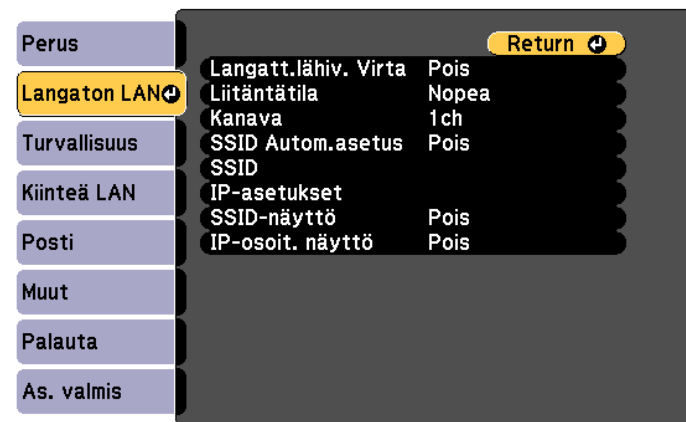 Perus
Langaton LAN
Turvallisuus
Kiinteä LAN
Posti
Muut
Palauta
As. valmis
Return
Langatt.lähiv. Virta Pois
Liitäntätila Nopea
Kanava 1ch
SSID Autom.asetus Pois
SSID
IP-asetukset
SSID-näyttö Pois
IP-osoit. näyttö Pois